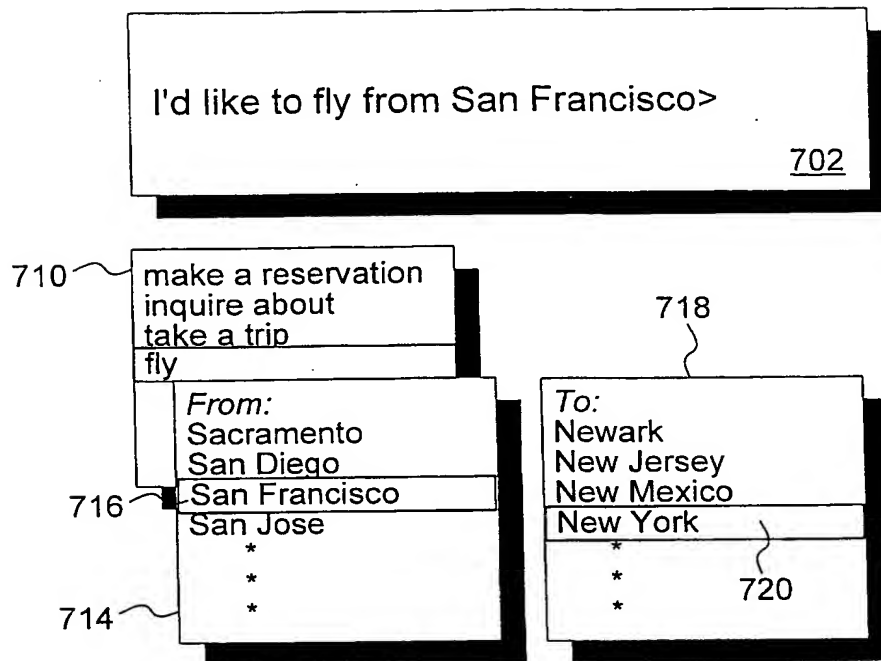 I'd like to fly from San Francisco>
702
710
make a reservation
inquire about
take a trip
fly
718
From:
Sacramento
San Diego
716
San Francisco
San Jose
*
*
*
714
To:
Newark
New Jersey
New Mexico
New York
*
*
*
720